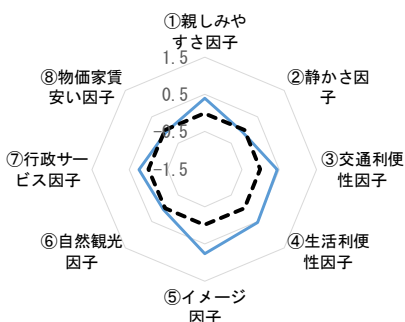 ①親しみや
すさ因子
1.5
⑧物価家賃
安い因子
②静かさ因
子
0.5
-0.5
⑦行政サー
ビス因子
-1.5
③交通利便
性因子
⑥自然観光
因子
④生活利便
性因子
⑤イメージ
因子